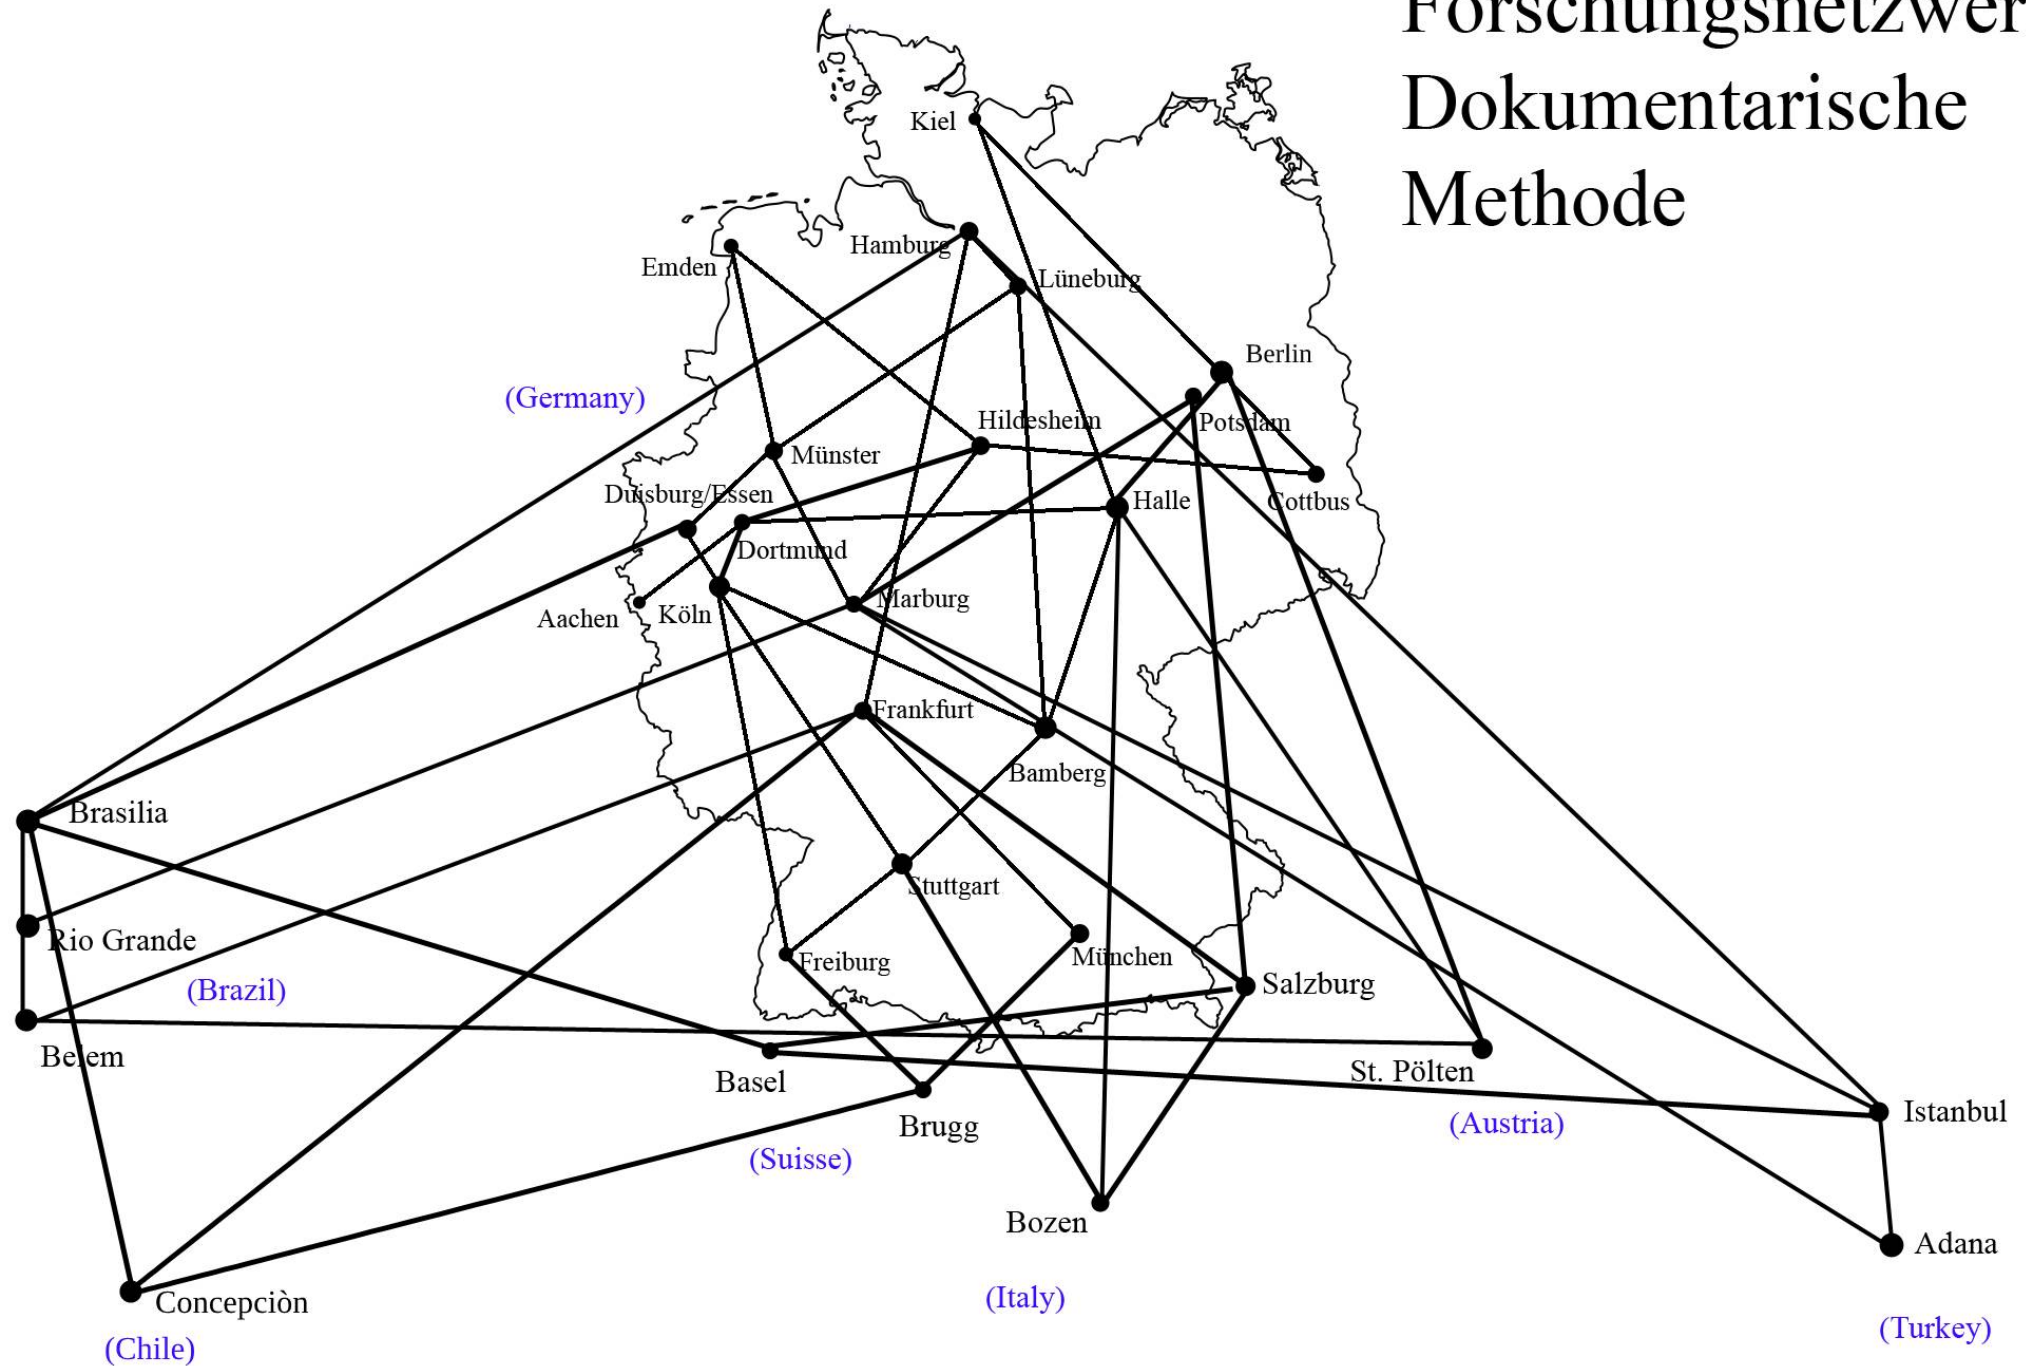 Forschungsnetzwer
Dokumentarische
Methode
Kiel
Hamburg
Emden
Lüneburg
Berlin
(Germany)
Hildesheim
Potsdam
Münster
Duisburg/Essen
Halle
Cottbus
Dortmund
Marburg
Aachen
Köln
Frankfurt
Bamberg
Brasilia
Stuttgart
Rio Grande
Freiburg
München
Salzburg
(Brazil)
Belem
Basel
St. Pölten
Istanbul
Brugg
(Austria)
(Suisse)
Bozen
Adana
Concepciòn
(Italy)
(Turkey)
(Chile)